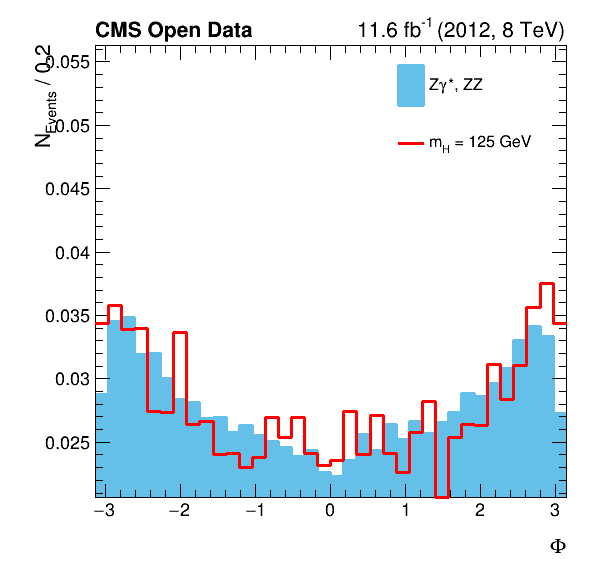 CMS Open Data 11.6 fb⁻¹ (2012, 8 TeV)
N_Events / 0.2
Zγ*, ZZ
m_H = 125 GeV
0.055
0.05
0.045
0.04
0.035
0.03
0.025
−3 −2 −1 0 1 2 3
Φ